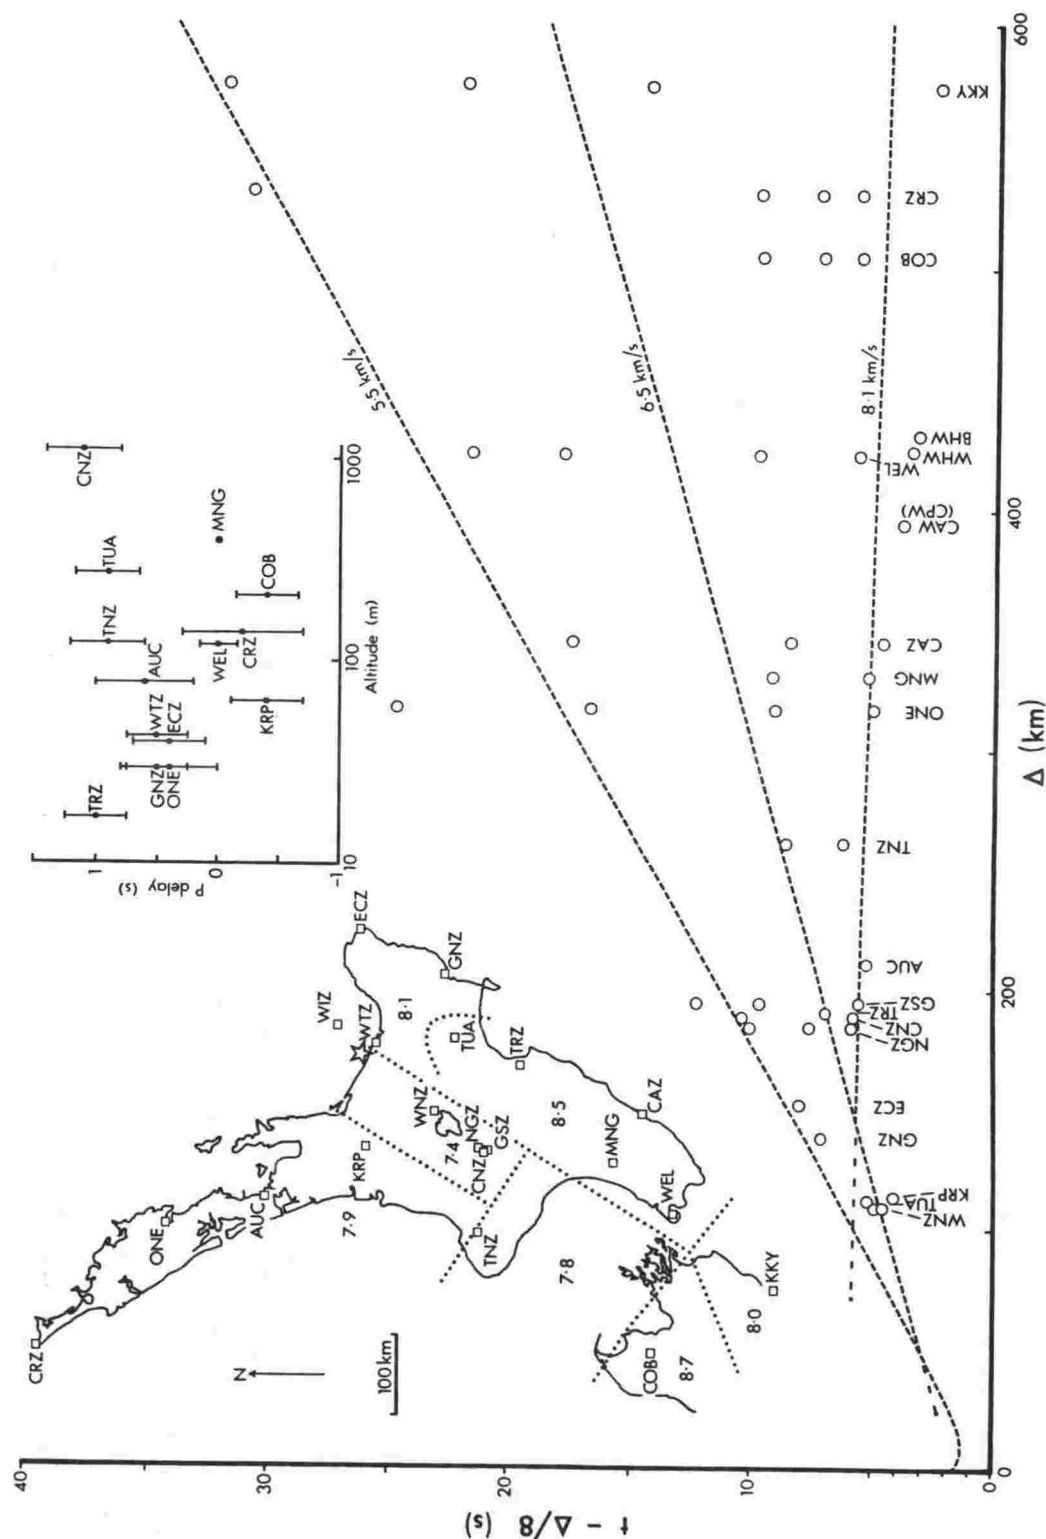 40
30
20
10
0
t − Δ/8 (s)
0
200
400
600
Δ (km)
5·5 km/s
6·5 km/s
8·1 km/s
WNZ
TUA
KRP
GNZ
ECZ
NGZ
CNZ
TRZ
GSZ
AUC
TNZ
ONE
MNG
CAZ
CAW
(CPW)
WEL
WHW
BHW
COB
CRZ
KKY
CRZ
N
100km
ONE
AUC
7·9
KRP
WIZ
WTZ
ECZ
8·1
GNZ
WNZ
TUA
7·4
NGZ
CNZ
GSZ
TRZ
TNZ
8·5
MNG
CAZ
7·8
WEL
COB
8·7
8·0
KKY
P delay (s)
1
0
-1
10
100
1000
Altitude (m)
TRZ
GNZ
ONE
WTZ
ECZ
AUC
TNZ
KRP
WEL
CRZ
TUA
COB
MNG
CNZ